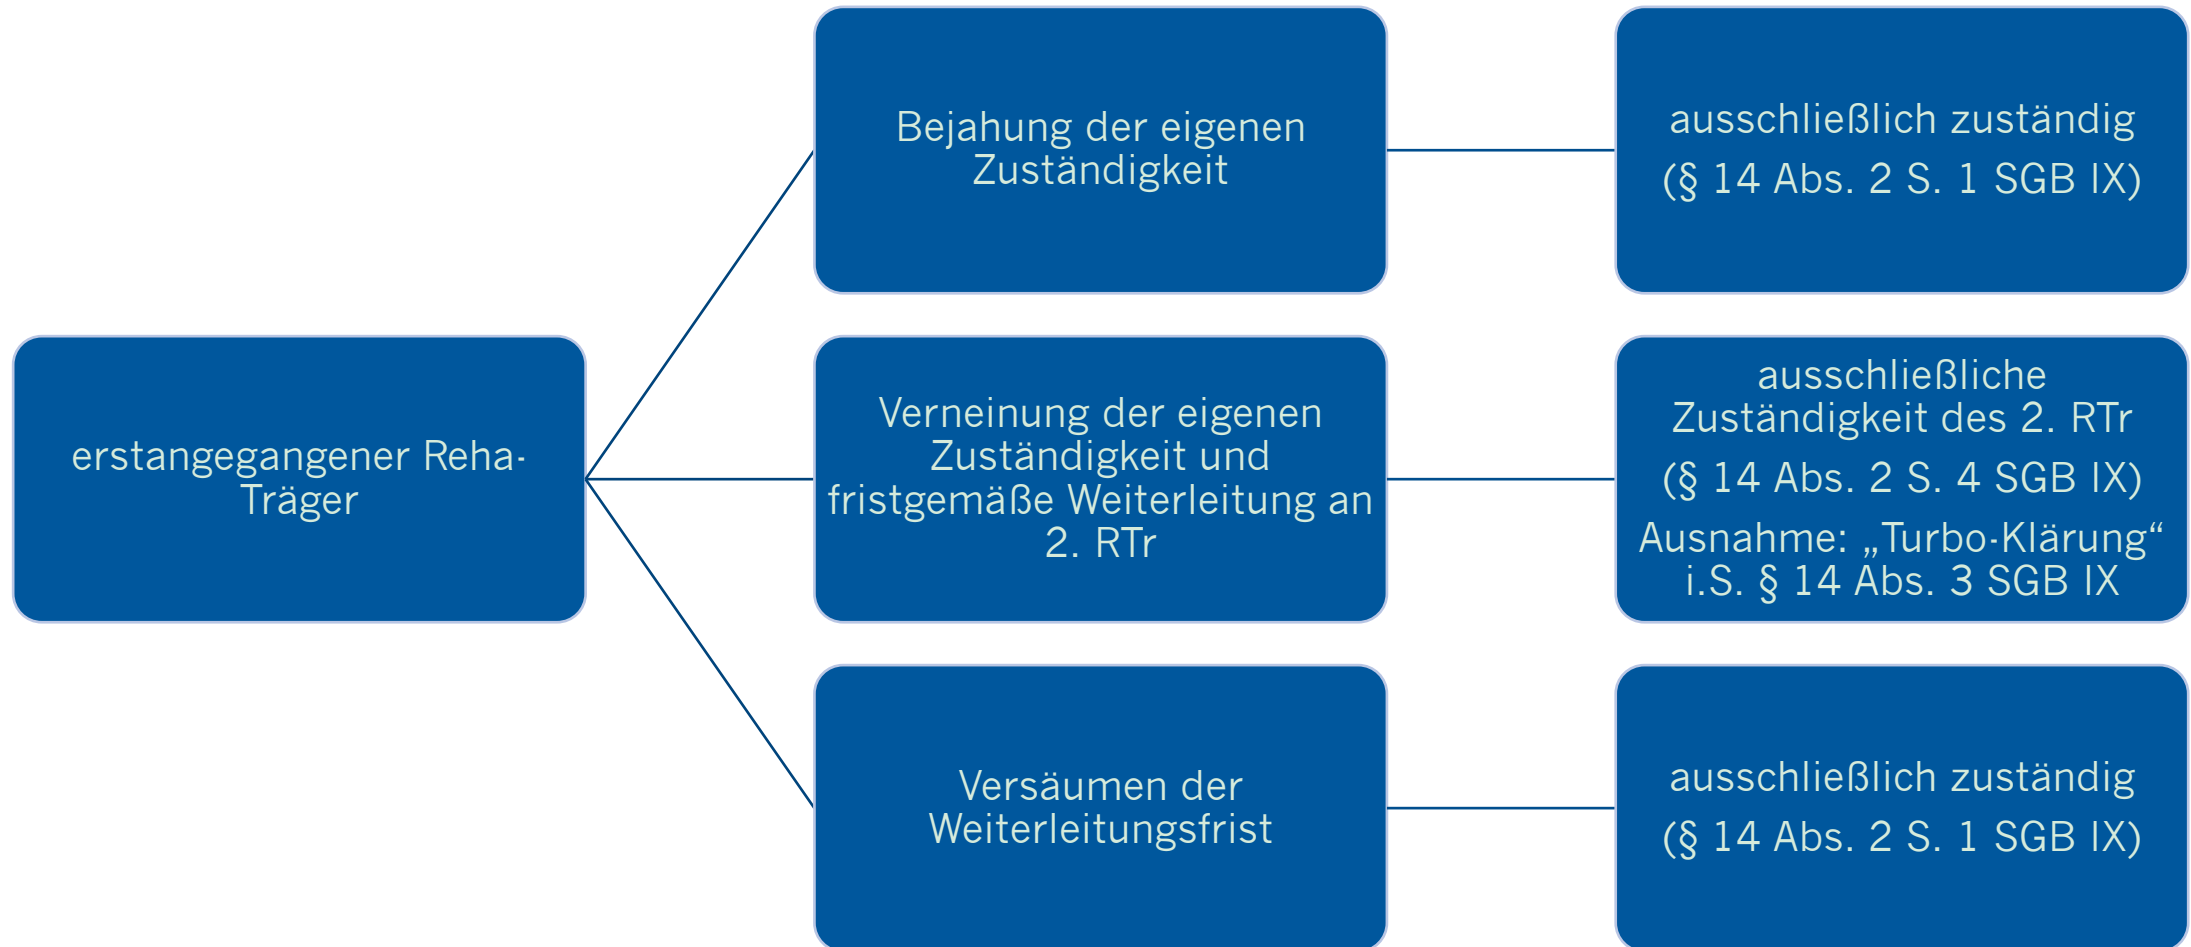 erstangegangener Reha-
Träger
Bejahung der eigenen
Zuständigkeit
ausschließlich zuständig
(§ 14 Abs. 2 S. 1 SGB IX)
Verneinung der eigenen
Zuständigkeit und
fristgemäße Weiterleitung an
2. RTr
ausschließliche
Zuständigkeit des 2. RTr
(§ 14 Abs. 2 S. 4 SGB IX)
Ausnahme: „Turbo-Klärung“
i.S. § 14 Abs. 3 SGB IX
Versäumen der
Weiterleitungsfrist
ausschließlich zuständig
(§ 14 Abs. 2 S. 1 SGB IX)